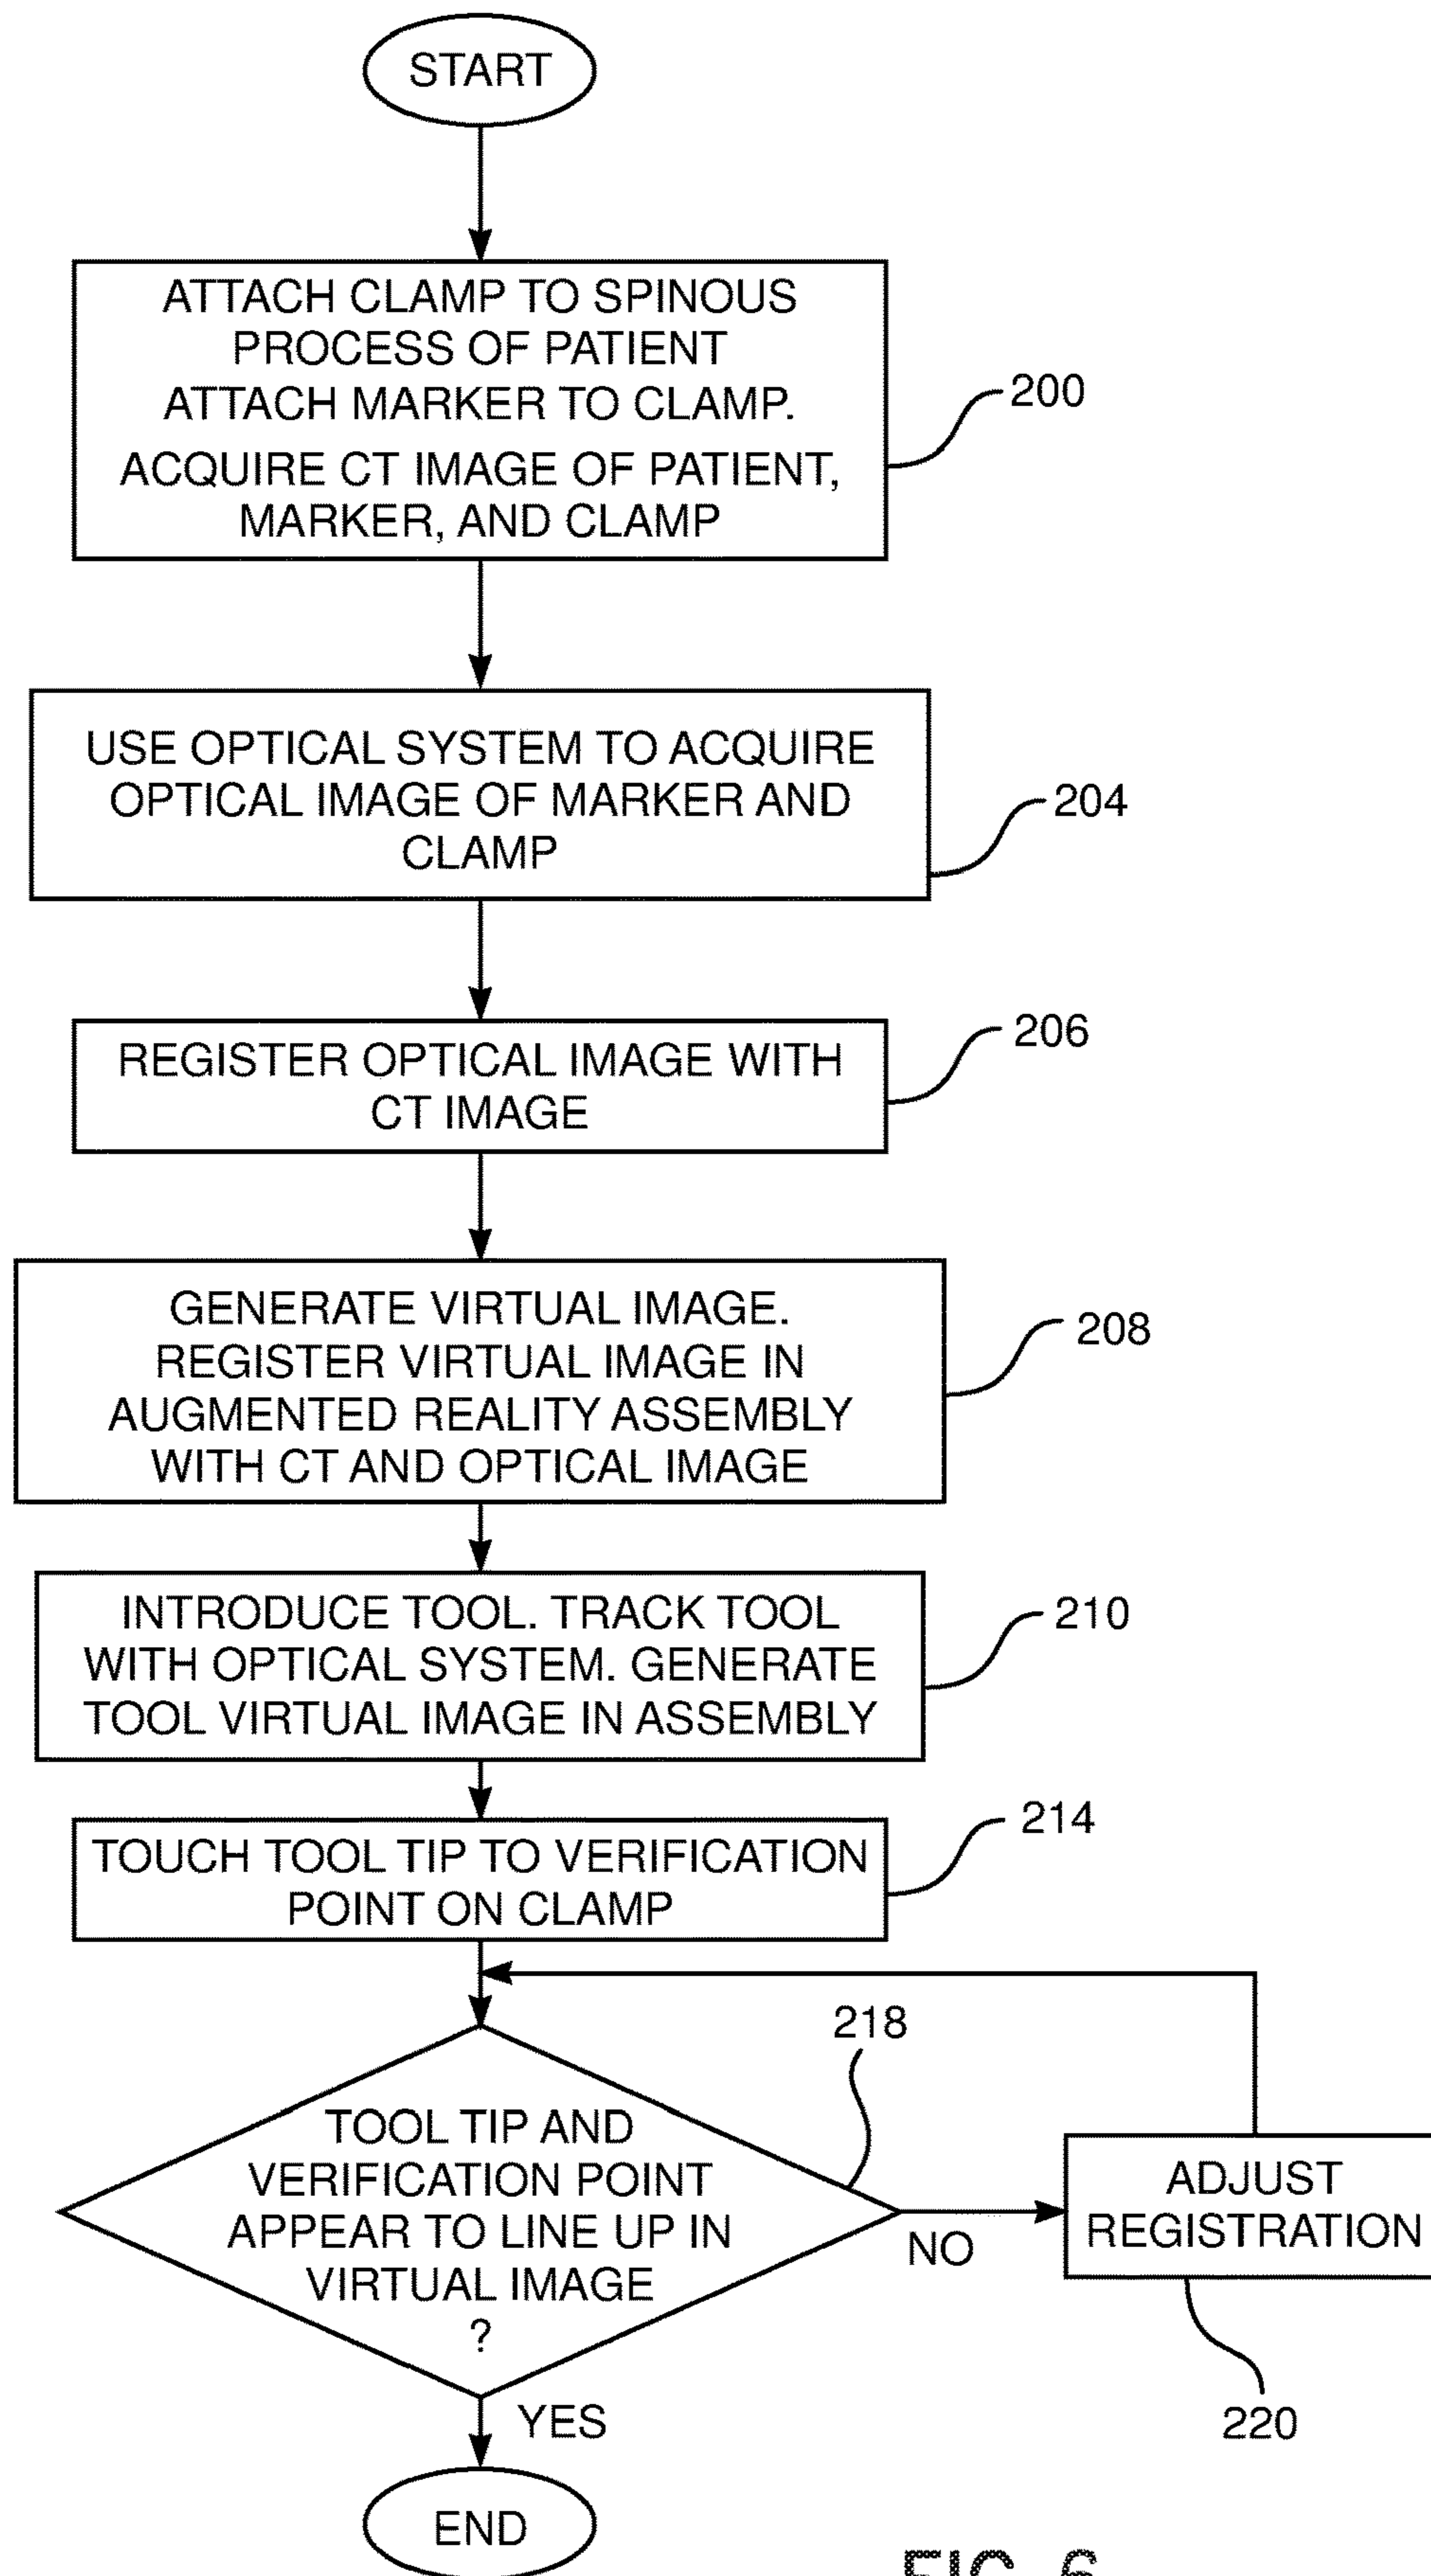 START
ATTACH CLAMP TO SPINOUS
PROCESS OF PATIENT
ATTACH MARKER TO CLAMP.
ACQUIRE CT IMAGE OF PATIENT,
MARKER, AND CLAMP
200
USE OPTICAL SYSTEM TO ACQUIRE
OPTICAL IMAGE OF MARKER AND
CLAMP
204
REGISTER OPTICAL IMAGE WITH
CT IMAGE
206
GENERATE VIRTUAL IMAGE.
REGISTER VIRTUAL IMAGE IN
AUGMENTED REALITY ASSEMBLY
WITH CT AND OPTICAL IMAGE
208
INTRODUCE TOOL. TRACK TOOL
WITH OPTICAL SYSTEM. GENERATE
TOOL VIRTUAL IMAGE IN ASSEMBLY
210
TOUCH TOOL TIP TO VERIFICATION
POINT ON CLAMP
214
218
TOOL TIP AND
VERIFICATION POINT
APPEAR TO LINE UP IN
VIRTUAL IMAGE
?
NO
ADJUST
REGISTRATION
220
YES
END
FIG. 6